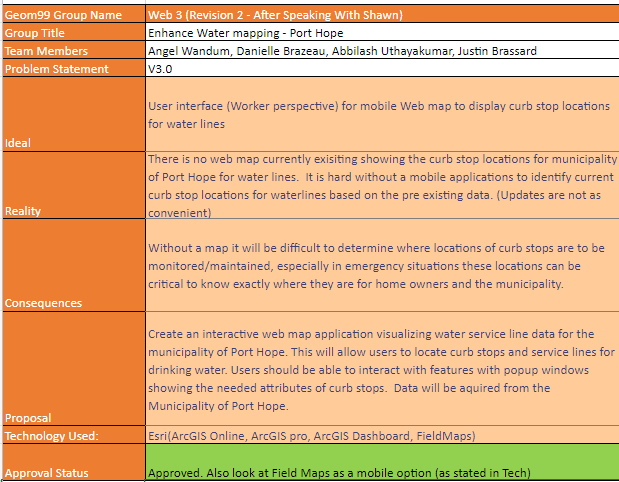 Geom99 Group Name Web 3 (Revision 2 - After Speaking With Shawn)
Group Title Enhance Water mapping - Port Hope
Team Members Angel Wandum, Danielle Brazeau, Abbilash Uthayakumar, Justin Brassard
Problem Statement V3.0
Ideal
User interface (Worker perspective) for mobile Web map to display curb stop locations
for water lines
Reality
There is no web map currently exisiting showing the curb stop locations for municipality
of Port Hope for water lines. It is hard without a mobile applications to identify current
curb stop locations for waterlines based on the pre existing data. (Updates are not as
convenient)
Consequences
Without a map it will be difficult to determine where locations of curb stops are to be
monitored/maintained, especially in emergency situations these locations can be
critical to know exactly where they are for home owners and the municipality.
Proposal
Create an interactive web map application visualizing water service line data for the
municipality of Port Hope. This will allow users to locate curb stops and service lines for
drinking water. Users should be able to interact with features with popup windows
showing the needed attributes of curb stops. Data will be aquired from the
Municipality of Port Hope.
Technology Used: Esri(ArcGIS Online, ArcGIS pro, ArcGIS Dashboard, FieldMaps)
Approval Status Approved. Also look at Field Maps as a mobile option (as stated in Tech)